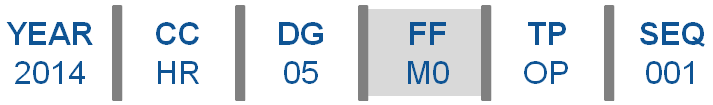 YEAR CC DG FF TP SEQ
2014 HR 05 M0 OP 001